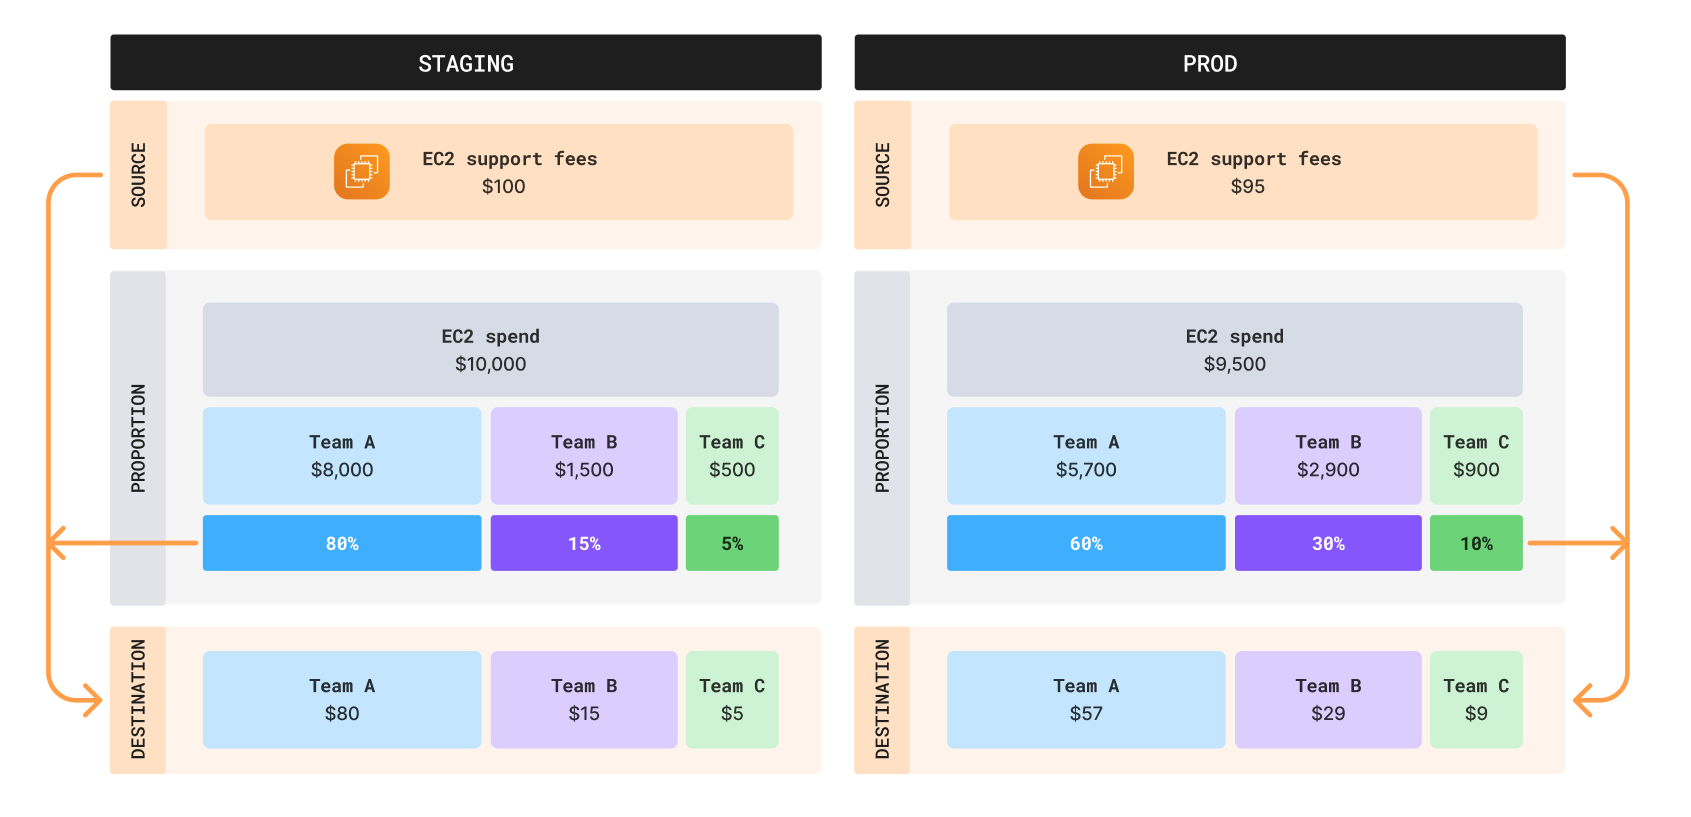 STAGING
SOURCE
EC2 support fees
$100
PROPORTION
EC2 spend
$10,000
Team A
$8,000
Team B
$1,500
Team C
$500
80%
15%
5%
DESTINATION
Team A
$80
Team B
$15
Team C
$5
PROD
SOURCE
EC2 support fees
$95
PROPORTION
EC2 spend
$9,500
Team A
$5,700
Team B
$2,900
Team C
$900
60%
30%
10%
DESTINATION
Team A
$57
Team B
$29
Team C
$9